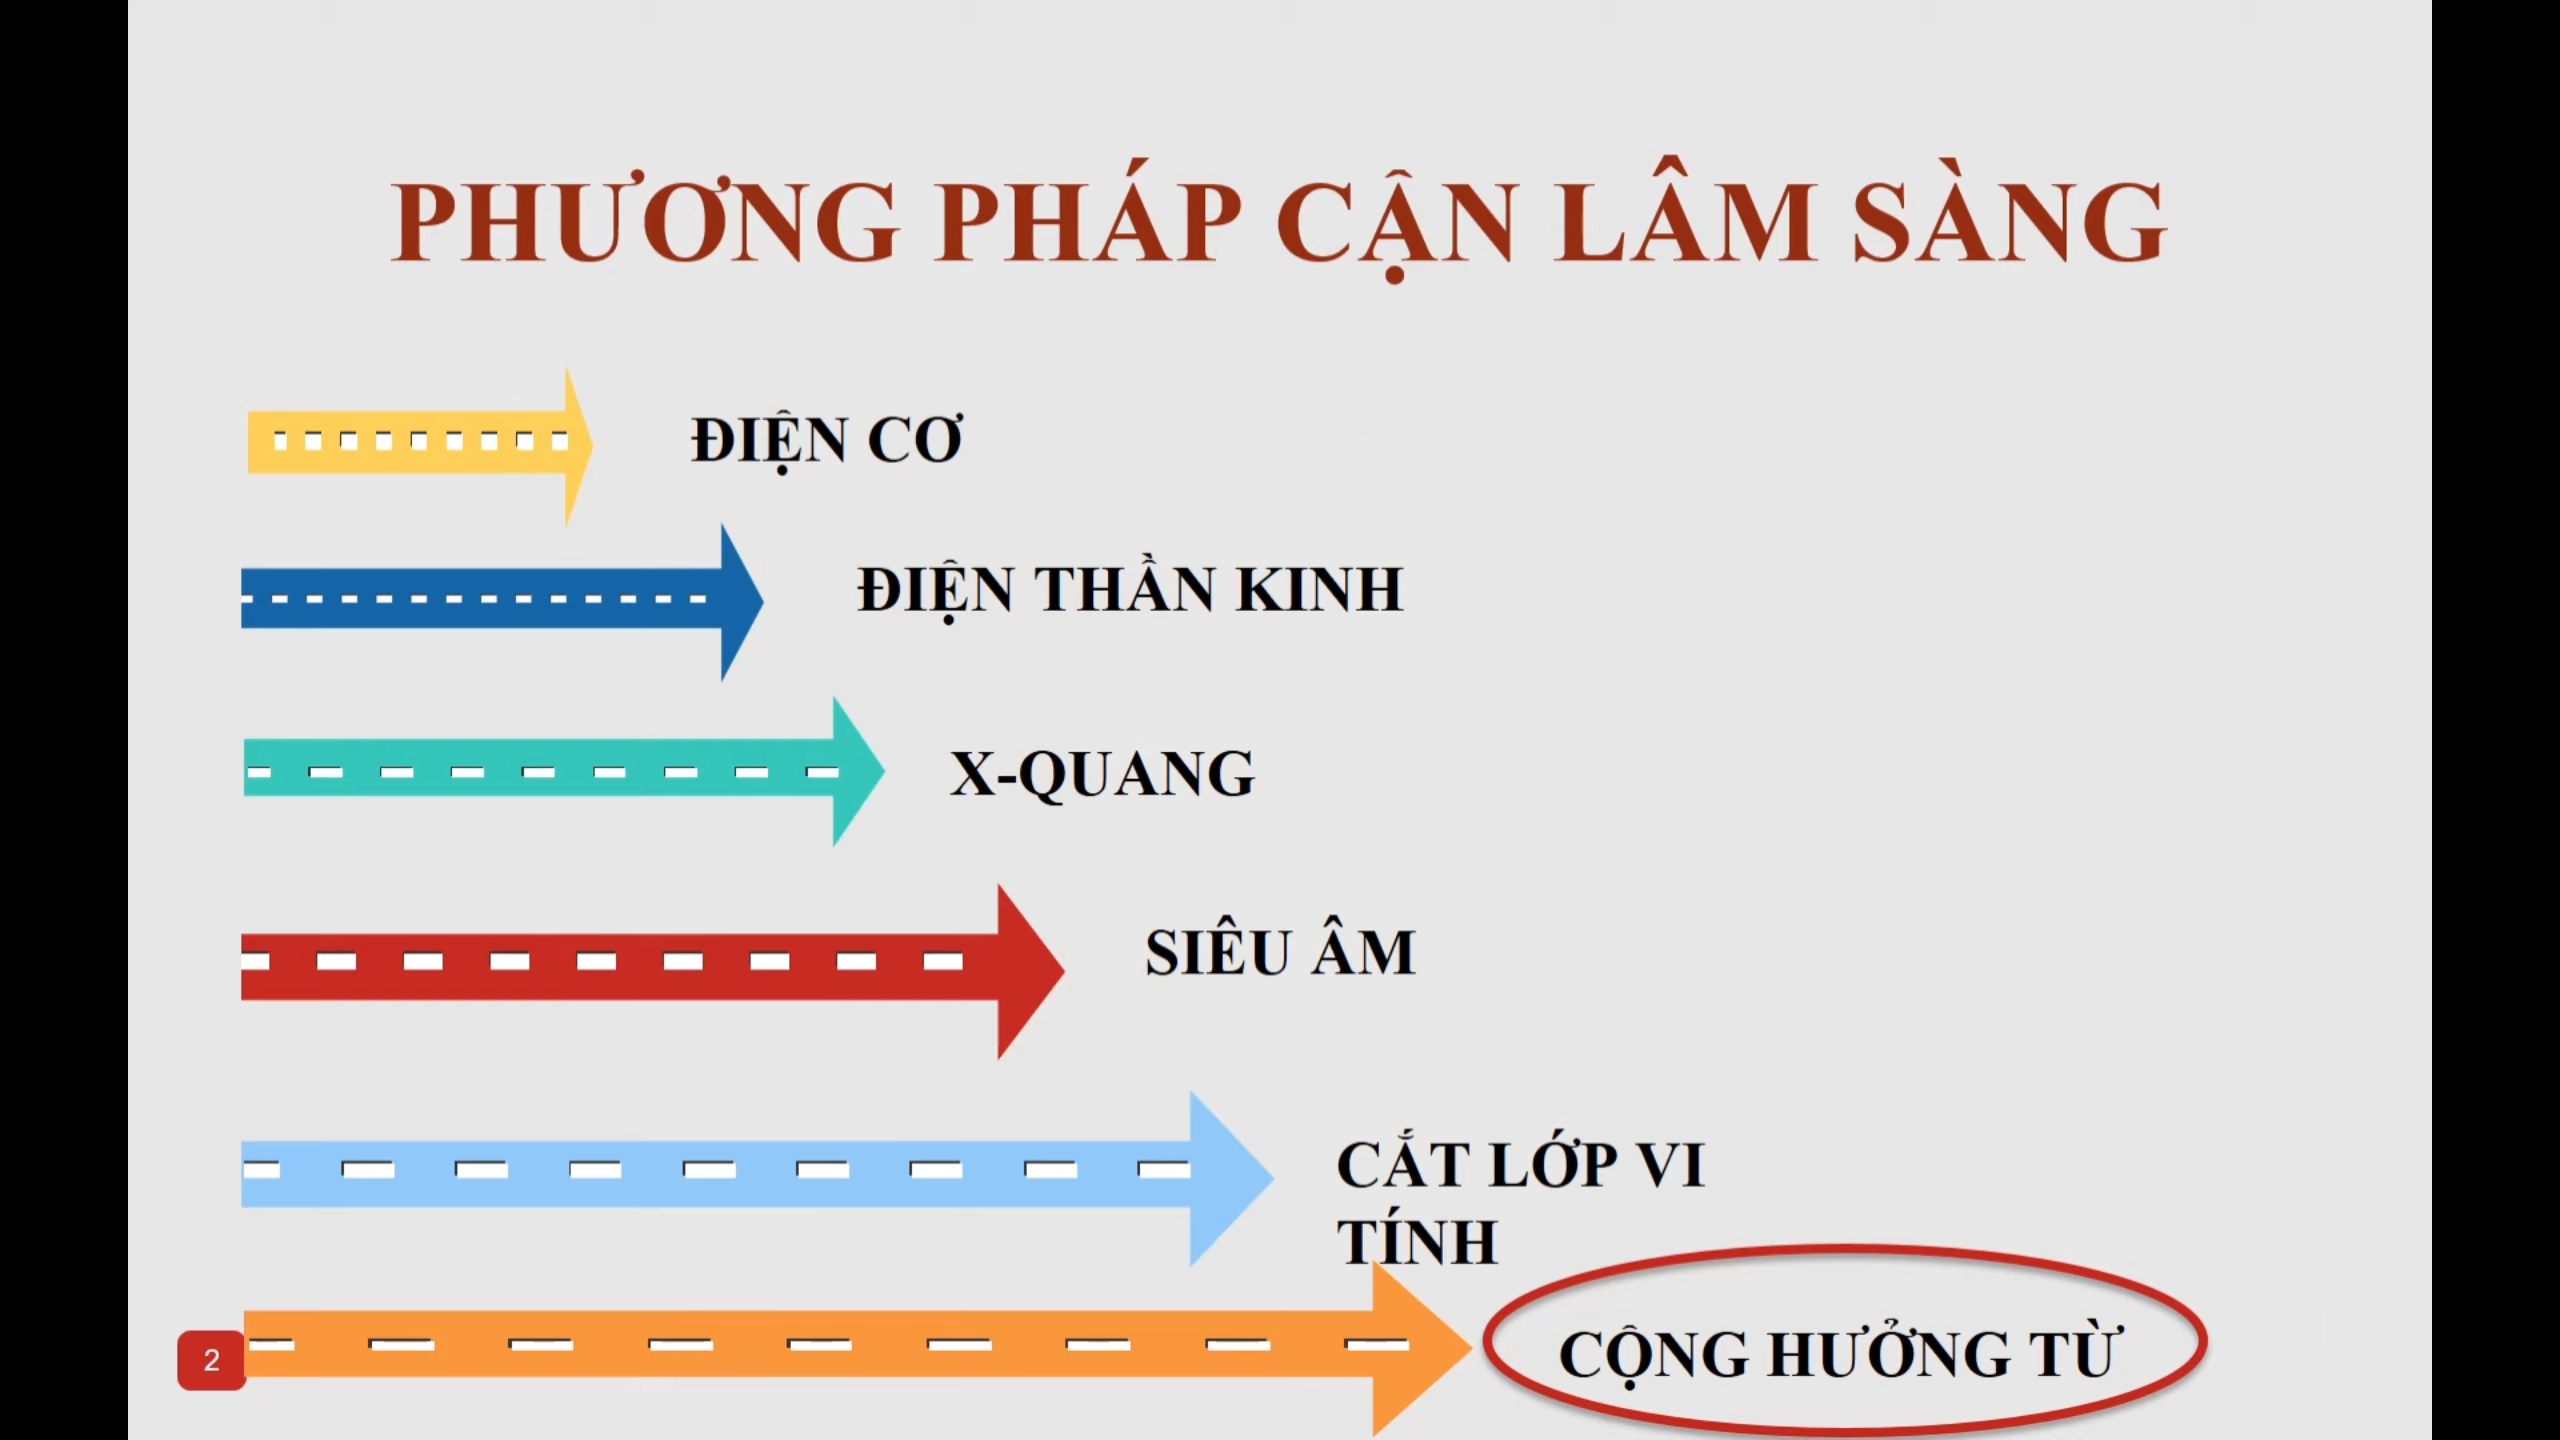 PHƯƠNG PHÁP CẬN LÂM SÀNG
ĐIỆN CƠ
ĐIỆN THẦN KINH
X-QUANG
SIÊU ÂM
CẮT LỚP VI
TÍNH
2
CỘNG HƯỞNG TỪ